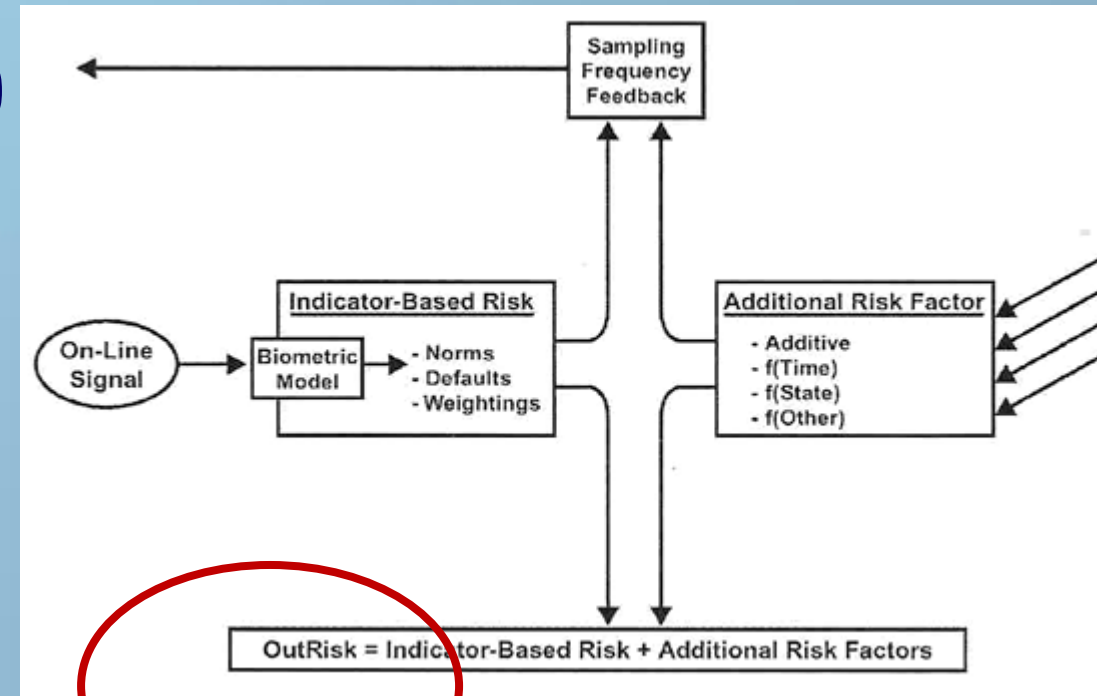 Sampling
Frequency
Feedback
Indicator-Based Risk
On-Line
Signal
Biometric
Model
- Norms
- Defaults
- Weightings
Additional Risk Factor
- Additive
- f(Time)
- f(State)
- f(Other)
OutRisk = Indicator-Based Risk + Additional Risk Factors